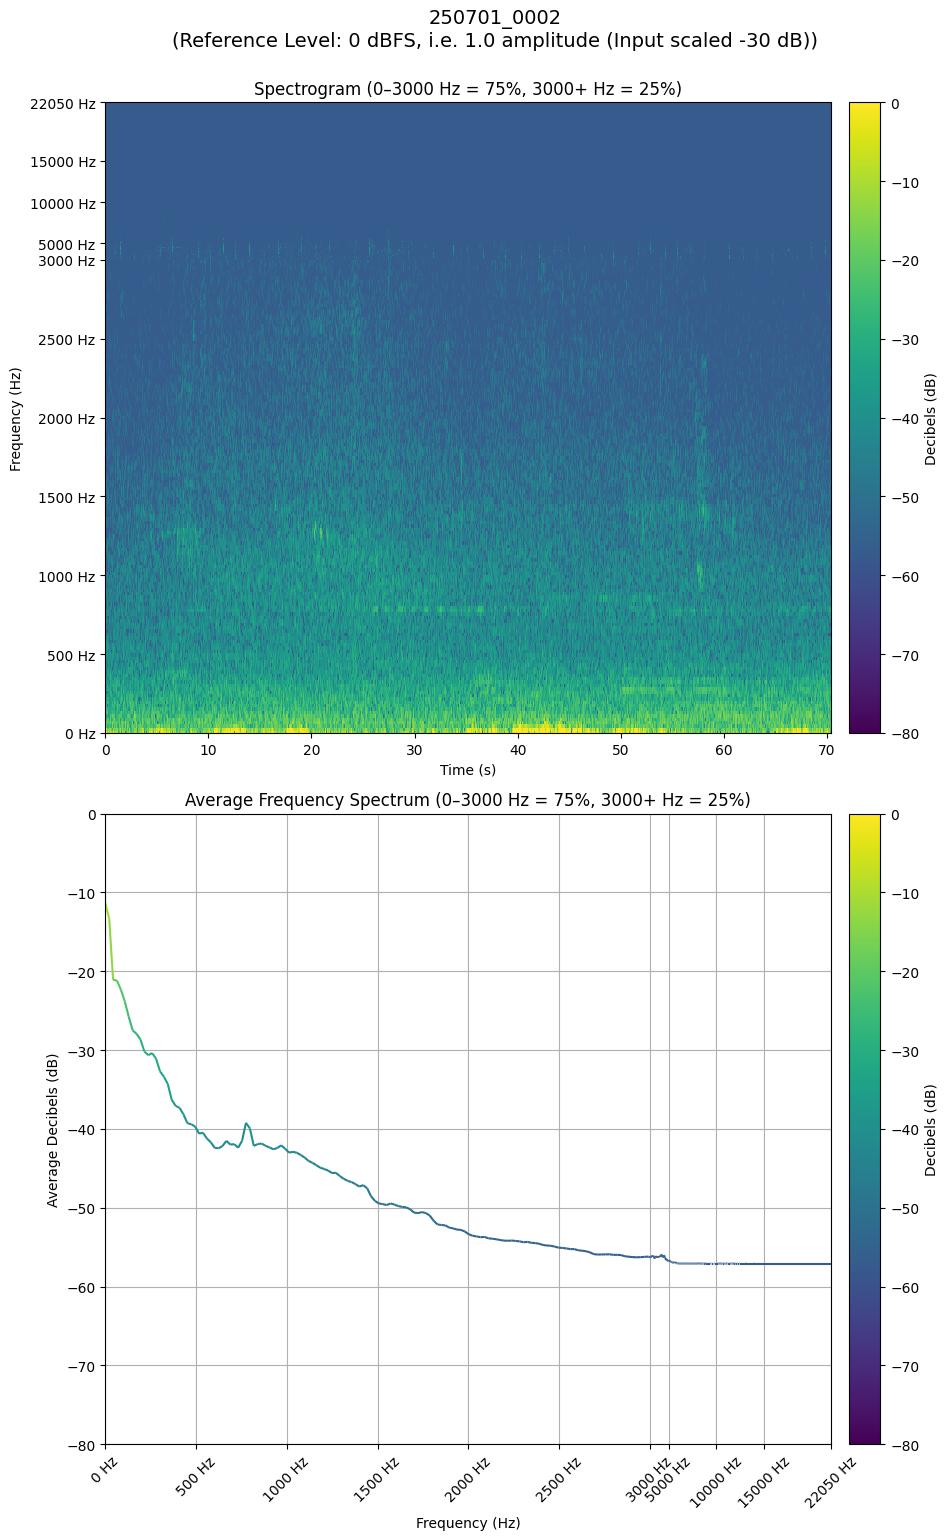 250701_0002
(Reference Level: 0 dBFS, i.e. 1.0 amplitude (Input scaled -30 dB))
Spectrogram (0–3000 Hz = 75%, 3000+ Hz = 25%)
22050 Hz
15000 Hz
10000 Hz
5000 Hz
3000 Hz
2500 Hz
2000 Hz
1500 Hz
1000 Hz
500 Hz
0 Hz
Frequency (Hz)
0
10
20
30
40
50
60
70
Time (s)
0
−10
−20
−30
−40
−50
−60
−70
−80
Decibels (dB)
Average Frequency Spectrum (0–3000 Hz = 75%, 3000+ Hz = 25%)
0
−10
−20
−30
−40
−50
−60
−70
−80
Average Decibels (dB)
0 Hz
500 Hz
1000 Hz
1500 Hz
2000 Hz
2500 Hz
3000 Hz
5000 Hz
10000 Hz
15000 Hz
22050 Hz
Frequency (Hz)
0
−10
−20
−30
−40
−50
−60
−70
−80
Decibels (dB)